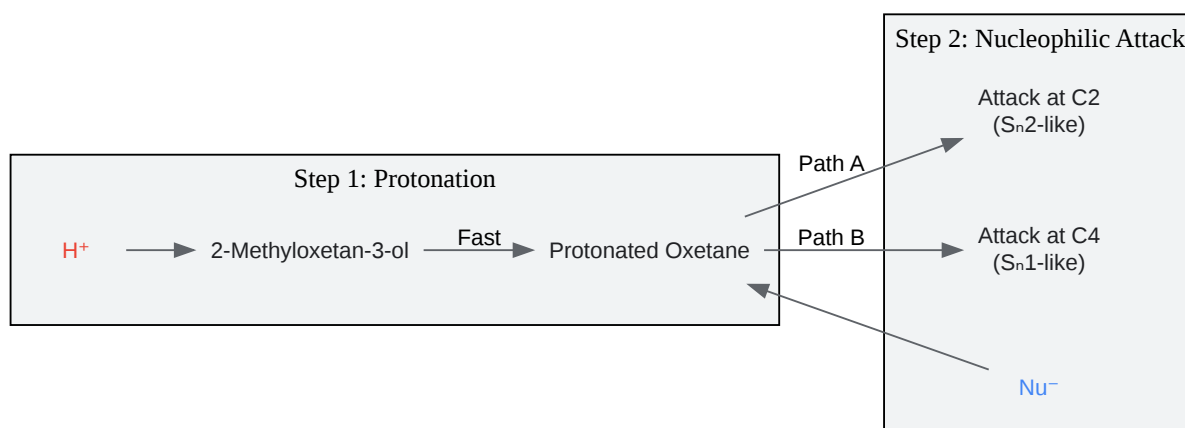 Step 2: Nucleophilic Attack
Attack at C2
(Sₙ2-like)
Path A
Step 1: Protonation
H⁺
2-Methyloxetan-3-ol
Fast
Protonated Oxetane
Path B
Attack at C4
(Sₙ1-like)
Nu⁻